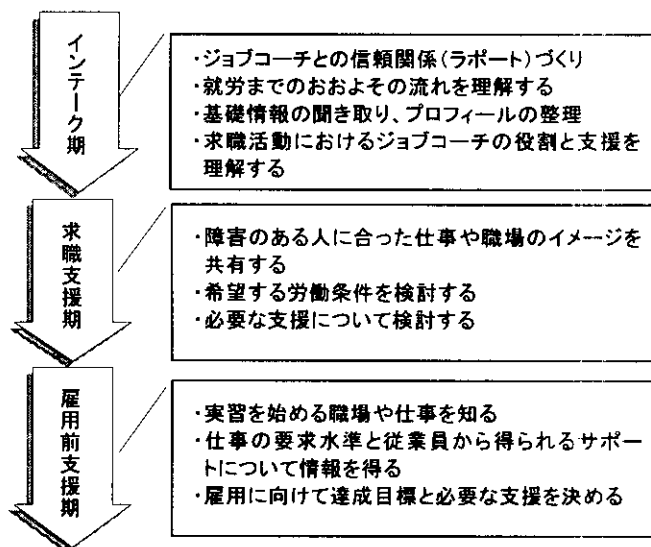 インテーク期
・ジョブコーチとの信頼関係(ラポート)づくり
・就労までのおおよその流れを理解する
・基礎情報の聞き取り、プロフィールの整理
・求職活動におけるジョブコーチの役割と支援を
理解する
求職支援期
・障害のある人に合った仕事や職場のイメージを
共有する
・希望する労働条件を検討する
・必要な支援について検討する
雇用前支援期
・実習を始める職場や仕事を知る
・仕事の要求水準と従業員から得られるサポー
トについて情報を得る
・雇用に向けて達成目標と必要な支援を決める